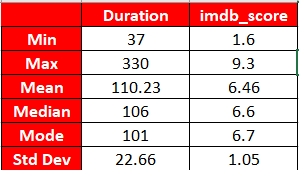 Duration imdb_score
Min 37 1.6
Max 330 9.3
Mean 110.23 6.46
Median 106 6.6
Mode 101 6.7
Std Dev 22.66 1.05